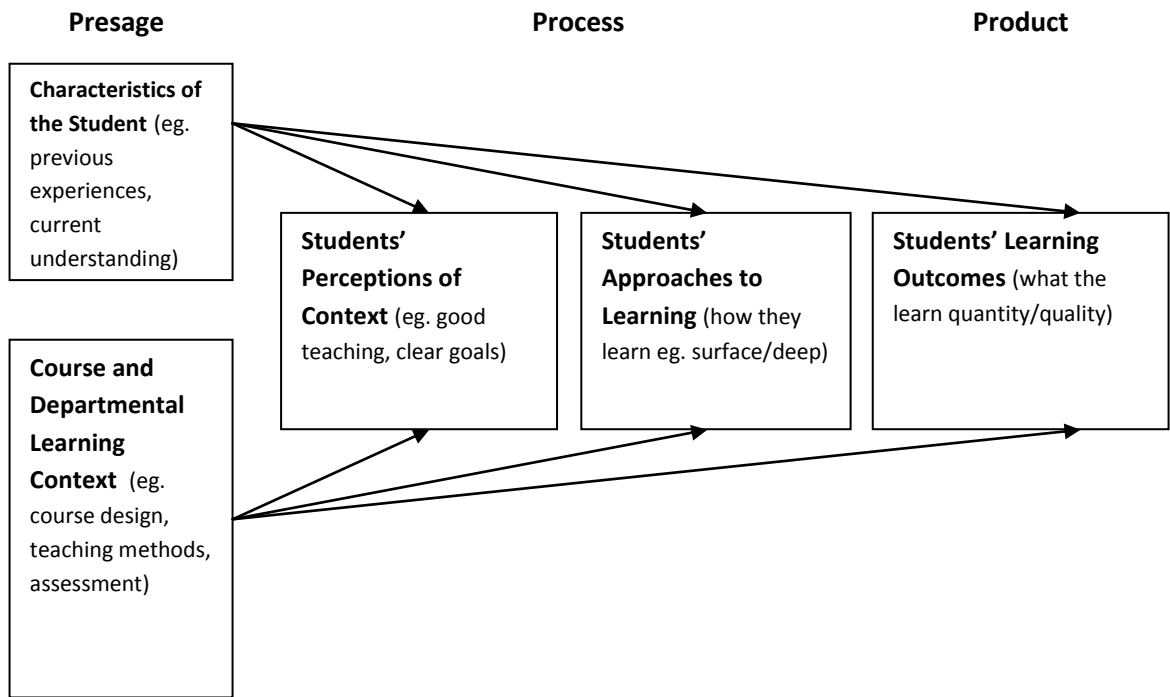 Presage Process Product
Characteristics of
the Student (eg.
previous
experiences,
current
understanding)
Students’
Perceptions of
Context (eg. good
teaching, clear goals)
Students’
Approaches to
Learning (how they
learn eg. surface/deep)
Students’ Learning
Outcomes (what the
learn quantity/quality)
Course and
Departmental
Learning
Context (eg.
course design,
teaching methods,
assessment)